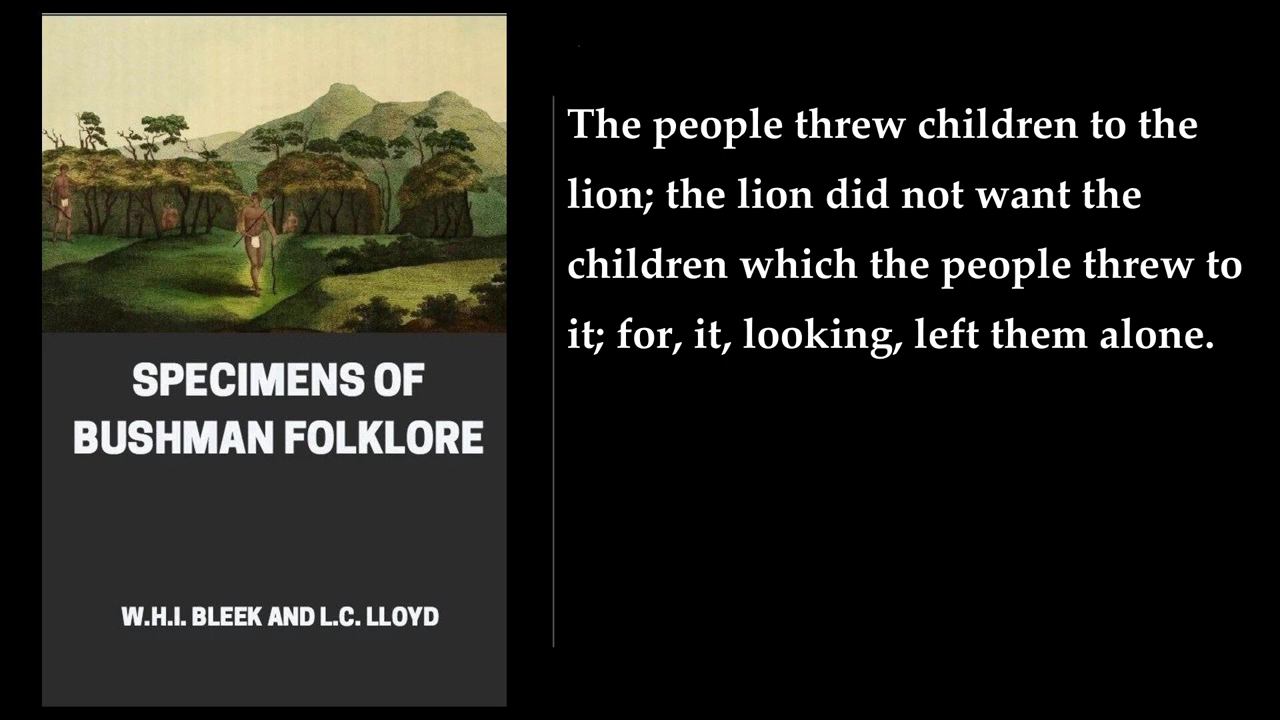 SPECIMENS OF
BUSHMAN FOLKLORE
W.H.I. BLEEK AND L.C. LLOYD
The people threw children to the
lion; the lion did not want the
children which the people threw to
it; for, it, looking, left them alone.